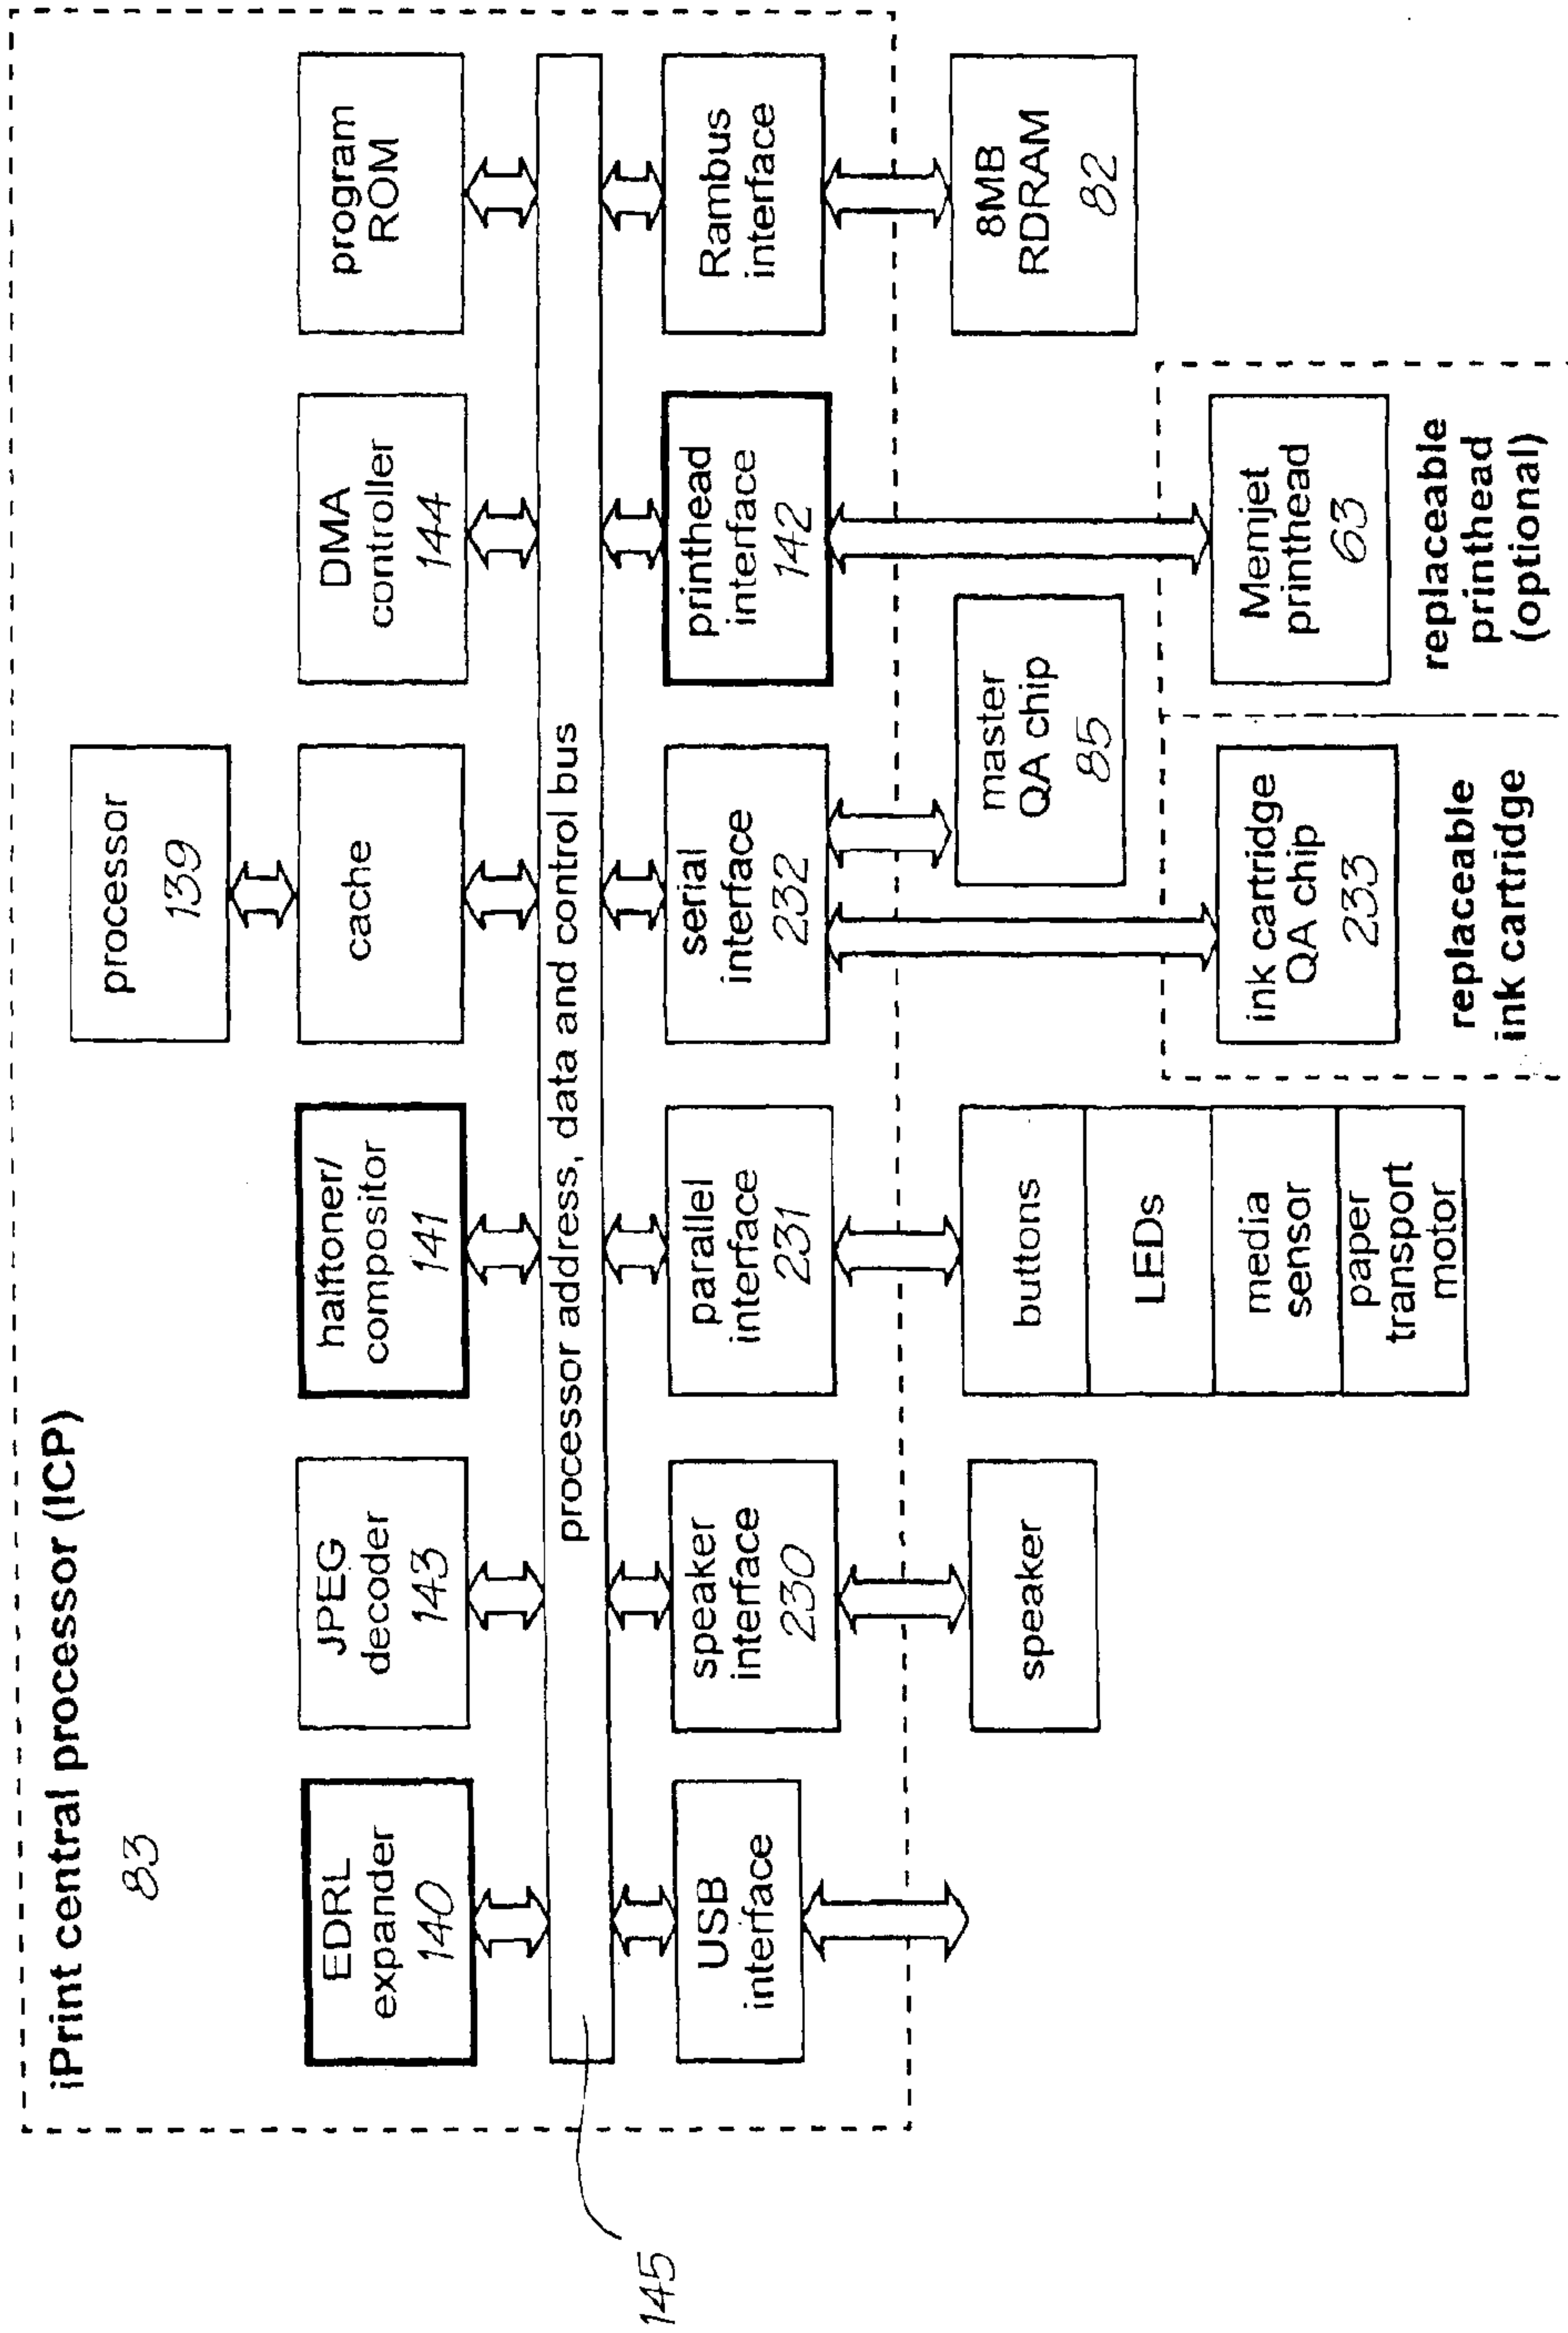 iPrint central processor (ICP)
83
processor
139
EDRL
expander
140
JPEG
decoder
143
halftoner/
compositor
141
cache
DMA
controller
144
program
ROM
processor address, data and control bus
145
USB
interface
speaker
interface
230
parallel
interface
231
serial
interface
232
printhead
interface
142
Rambus
interface
speaker
buttons
LEDs
media
sensor
paper
transport
motor
master
QA chip
85
8MB
RDRAM
82
ink cartridge
QA chip
233
replaceable
ink cartridge
Memjet
printhead
63
replaceable
printhead
(optional)